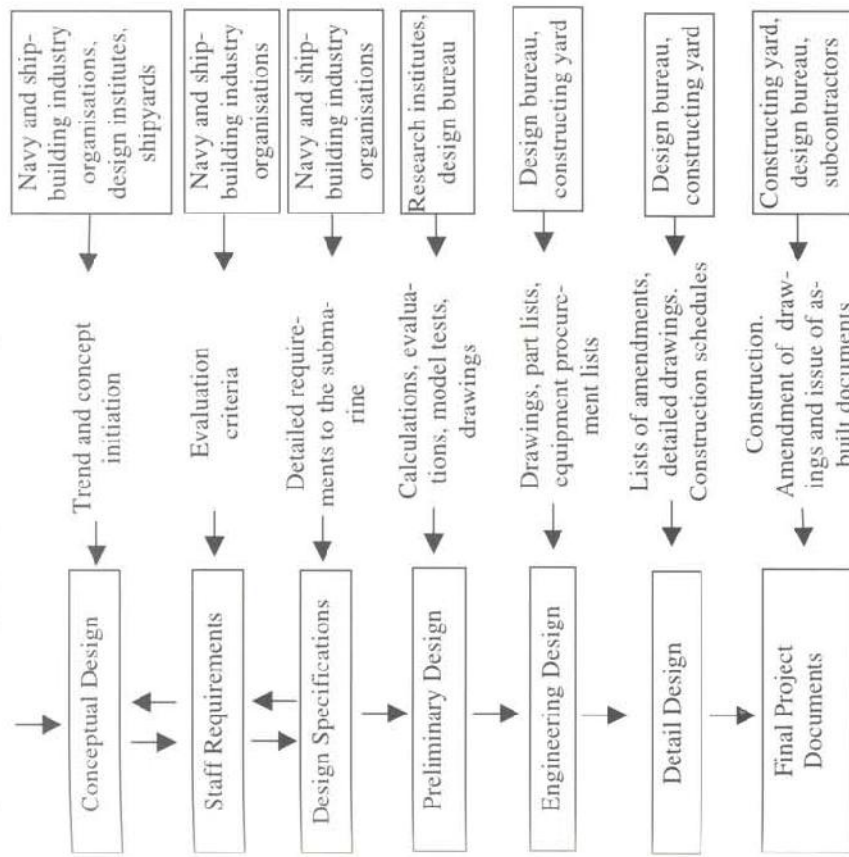 Conceptual Design
Trend and concept
initiation
Navy and ship-
building industry
organisations,
design institutes,
shipyards
Staff Requirements
Evaluation
criteria
Navy and ship-
building industry
organisations
Design Specifications
Detailed require-
ments to the subma-
rine
Navy and ship-
building industry
organisations
Preliminary Design
Calculations, evalua-
tions, model tests,
drawings
Research institutes,
design bureau
Engineering Design
Drawings, part lists,
equipment procure-
ment lists
Design bureau,
constructing yard
Detail Design
Lists of amendments,
detailed drawings.
Construction schedules
Design bureau,
constructing yard
Final Project
Documents
Construction.
Amendment of draw-
ings and issue of as-
built documents
Constructing yard,
design bureau,
subcontractors